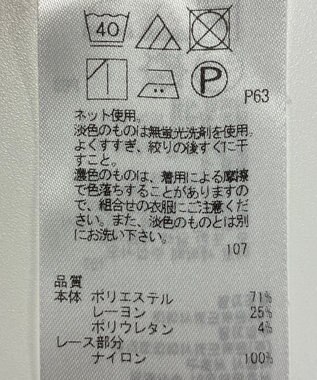 40
P
P63
ネット使用。
淡色のものは無蛍光洗剤を使用。
よくすすぎ、絞りの後すぐに干
すこと。
濃色のものは、着用による摩擦
で色落ちすることがありますの
で、組合せの衣服にご注意くだ
さい。また、淡色のものとは別
にお洗い下さい。
107
品質
本体 ポリエステル 71%
レーヨン 25%
ポリウレタン 4%
レース部分
ナイロン 100%